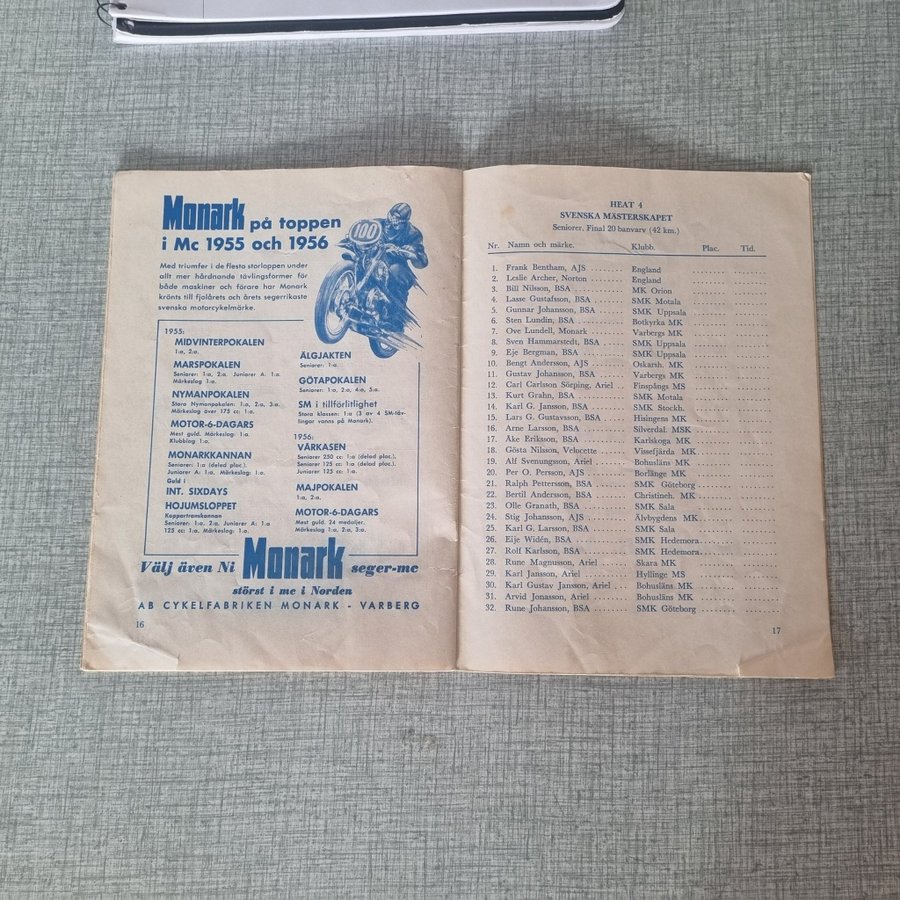 Monark på toppen
i Mc 1955 och 1956
Med triumfer i de flesta storloppen under
allt mer hårdnande tävlingsformer för
både maskiner och förare har Monark
krönts till fjolårets och årets segerrikaste
svenska motorcykelmärke.
100
1955:
MIDVINTERPOKALEN
1:a, 2:a.
MARSPOKALEN
Seniorer: 1:a, 2:a. Juniorer A: 1:a.
Märkeslag 1:a.
NYMANPOKALEN
Stora Nymanpokalen: 1:a, 2:a, 3:a.
Märkeslag över 175 cc: 1:a.
MOTOR-6-DAGARS
Mest guld. Märkeslag: 1:a.
Klubblag 1:a.
MONARKKANNAN
Seniorer: 1:a (delad plac.).
Juniorer A: 1:a. Märkeslag: 1:a.
Guld i
INT. SIXDAYS
HOJUMSLOPPET
Koppartranskannan
Seniorer: 1:a, 2:a. Juniorer A: 1:a
125 cc: 1:a. Märkeslag: 1:a.
ÄLGJAKTEN
Seniorer: 1:a.
GÖTAPOKALEN
Seniorer: 1:a, 2:a, 4:a, 5:a.
SM i tillförlitlighet
Stora klassen: 1:a (3 av 4 SM-täv-
lingar vanns på Monark).
1956:
VÅRKASEN
Seniorer 250 cc: 1:a (delad plac.).
Seniorer 125 cc: 1:a (delad plac.).
Juniorer 125 cc: 1:a.
MAJPOKALEN
1:a, 2:a.
MOTOR-6-DAGARS
Mest guld. 24 medaljer.
Märkeslag: 1:a, 2:a, 3:a.
Välj även Ni Monark seger-mc
störst i mc i Norden
AB CYKELFABRIKEN MONARK - VARBERG
16
HEAT 4
SVENSKA MÄSTERSKAPET
Seniorer. Final 20 banvarv (42 km.)
Nr. Namn och märke. Klubb. Plac. Tid.
1. Frank Bentham, AJS ........ England
2. Leslie Archer, Norton ........ England
3. Bill Nilsson, BSA ........ MK Orion
4. Lasse Gustafsson, BSA ........ SMK Motala
5. Gunnar Johansson, BSA ........ SMK Uppsala
6. Sten Lundin, BSA ........ Botkyrka MK
7. Ove Lundell, Monark ........ Varbergs MK
8. Sven Hammarstedt, BSA .... SMK Uppsala
9. Eje Bergman, BSA ........ SMK Uppsala
10. Bengt Andersson, AJS ...... Oskarsh. MK
11. Gustav Johansson, BSA ...... Varbergs MK
12. Carl Carlsson Söeping, Ariel .. Finspångs MS
13. Kurt Grahn, BSA ........ SMK Motala
14. Karl G. Jansson, BSA ...... SMK Stockh.
15. Lars G. Gustavsson, BSA .... Hisingens MK
16. Arne Larsson, BSA ........ Silverdal. MSK
17. Åke Eriksson, BSA ........ Karlskoga MK
18. Gösta Nilsson, Velocette .... Vissefjärda MK
19. Alf Svenungsson, Ariel ...... Bohusläns MK
20. Per O. Persson, AJS ........ Borlänge MK
21. Ralph Pettersson, BSA ...... SMK Göteborg
22. Bertil Andersson, BSA ...... Christineh. MK
23. Olle Granath, BSA ........ SMK Sala
24. Stig Johansson, AJS ........ Älvbygdens MK
25. Karl G. Larsson, BSA ...... SMK Sala
26. Eije Widén, BSA ........ SMK Hedemora
27. Rolf Karlsson, BSA ........ SMK Hedemora
28. Rune Magnusson, Ariel ...... Skara MK
29. Karl Jansson, Ariel ........ Hyllinge MS
30. Karl Gustav Jansson, Ariel .. Bohusläns MK
31. Arvid Jonasson, Ariel ...... Bohusläns MK
32. Rune Johansson, BSA ...... SMK Göteborg
17